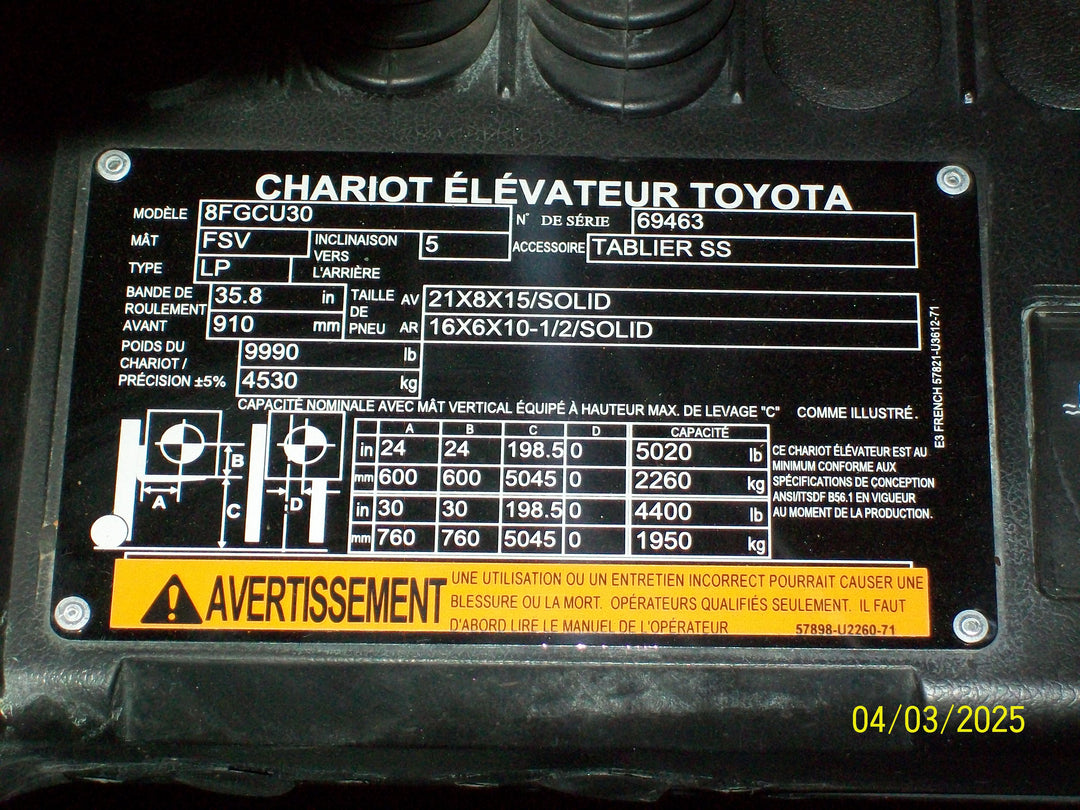 CHARIOT ÉLÉVATEUR TOYOTA
MODÈLE 8FGCU30 N° DE SÉRIE 69463
MÂT FSV INCLINAISON VERS L'ARRIÈRE 5 ACCESSOIRE TABLIER SS
TYPE LP
BANDE DE ROULEMENT AVANT 35.8 in TAILLE DE PNEU AV 21X8X15/SOLID
910 mm AR 16X6X10-1/2/SOLID
POIDS DU CHARIOT / PRÉCISION ±5% 9990 lb
4530 kg
E3 FRENCH 57821-U3612-71
CAPACITÉ NOMINALE AVEC MÂT VERTICAL ÉQUIPÉ À HAUTEUR MAX. DE LEVAGE "C" COMME ILLUSTRÉ.
A B C D CAPACITÉ
in 24 24 198.5 0 5020 lb
mm 600 600 5045 0 2260 kg
in 30 30 198.5 0 4400 lb
mm 760 760 5045 0 1950 kg
A B C D
CE CHARIOT ÉLÉVATEUR EST AU
MINIMUM CONFORME AUX
SPÉCIFICATIONS DE CONCEPTION
ANSI/ITSDF B56.1 EN VIGUEUR
AU MOMENT DE LA PRODUCTION.
AVERTISSEMENT
UNE UTILISATION OU UN ENTRETIEN INCORRECT POURRAIT CAUSER UNE
BLESSURE OU LA MORT. OPÉRATEURS QUALIFIÉS SEULEMENT. IL FAUT
D'ABORD LIRE LE MANUEL DE L'OPÉRATEUR
57898-U2260-71
04/03/2025